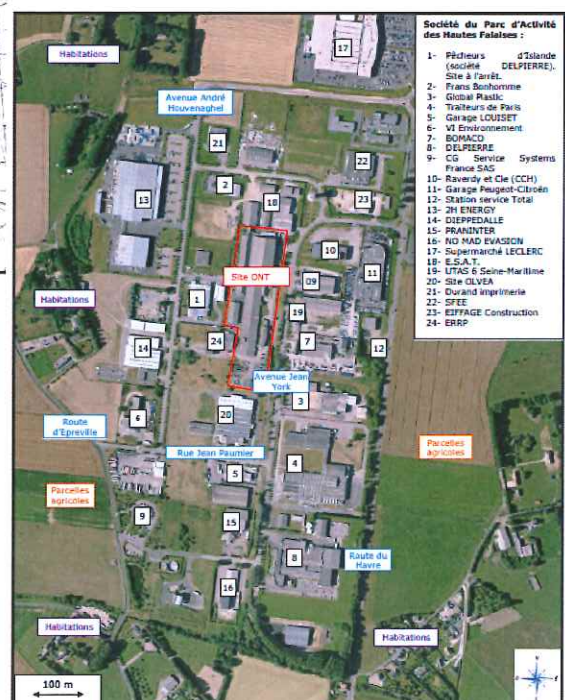 Société du Parc d'Activité
des Hautes Falaises :
1- Pêcheurs d'Islande
(société DELPIERRE).
Site à l'arrêt.
2- Frans Bonhomme
3- Global Plastic
4- Traiteurs de Paris
5- Garage LOUISET
6- VI Environnement
7- BOMACO
8- DELPIERRE
9- CG Service Systems
France SAS
10- Raverdy et Cie (CCH)
11- Garage Peugeot-Citroën
12- Station service Total
13- 2H ENERGY
14- DIEPPEDALLE
15- PRANINTER
16- NO MAD EVASION
17- Supermarché LECLERC
18- E.S.A.T.
19- UTAS 6 Seine-Maritime
20- Site OLVEA
21- Durand imprimerie
22- SFEE
23- EIFFAGE Construction
24- ERRP
Habitations
17
Avenue André
Houvenaghel
21
22
2
13
18
23
10
11
Site ONT
09
Habitations
1
19
14
24
7
12
Avenue Jean
York
3
6
20
Route
d'Epreville
Rue Jean Paumier
Parcelles
agricoles
4
5
Parcelles
agricoles
9
15
8
Route du
Havre
16
Habitations
Habitations
100 m